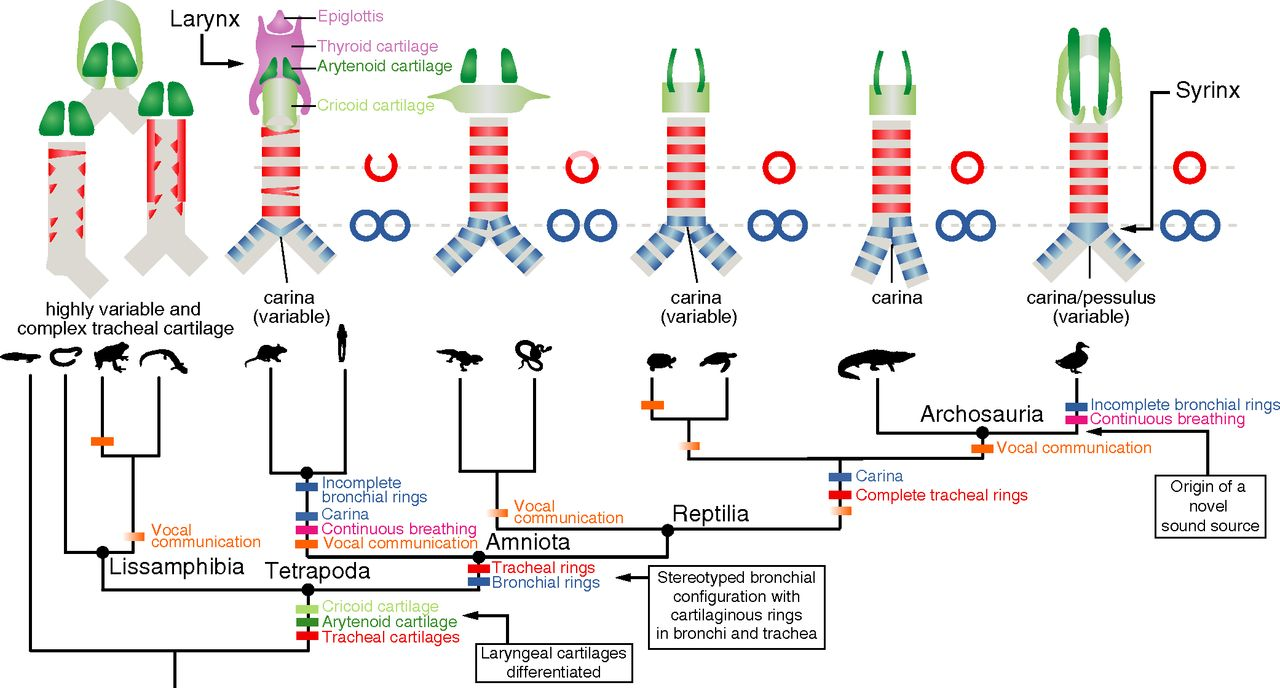 Larynx
Epiglottis
Thyroid cartilage
Arytenoid cartilage
Cricoid cartilage
Syrinx
highly variable and
complex tracheal cartilage
carina
(variable)
carina
(variable)
carina
carina/pessulus
(variable)
Incomplete bronchial rings
Continuous breathing
Archosauria
Vocal communication
Origin of a
novel
sound source
Carina
Complete tracheal rings
Incomplete
bronchial rings
Carina
Continuous breathing
Vocal communication
Vocal
communication
Reptilia
Vocal
communication
Amniota
Lissamphibia
Tetrapoda
Tracheal rings
Bronchial rings
Stereotyped bronchial
configuration with
cartilaginous rings
in bronchi and trachea
Cricoid cartilage
Arytenoid cartilage
Tracheal cartilages
Laryngeal cartilages
differentiated